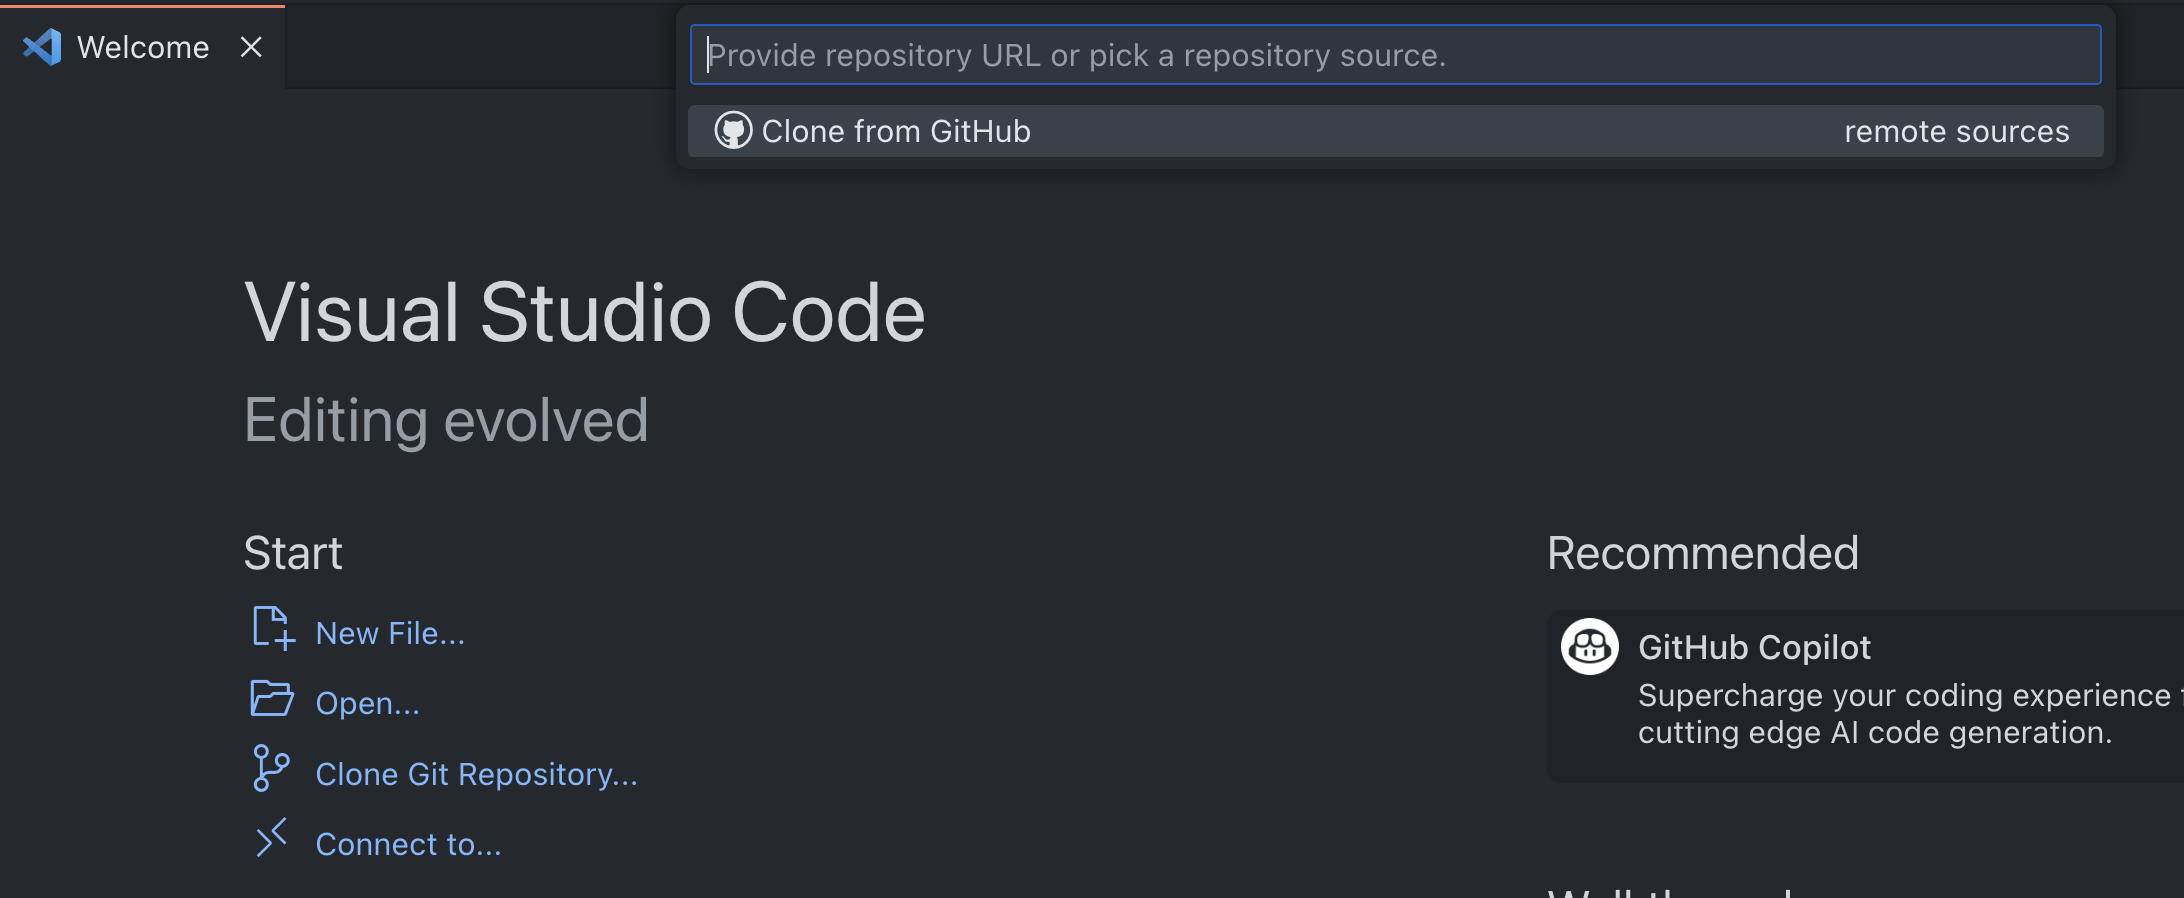 Welcome
Provide repository URL or pick a repository source.
Clone from GitHub
remote sources
Visual Studio Code
Editing evolved
Start
New File...
Open...
Clone Git Repository...
Connect to...
Recommended
GitHub Copilot
Supercharge your coding experience
cutting edge AI code generation.